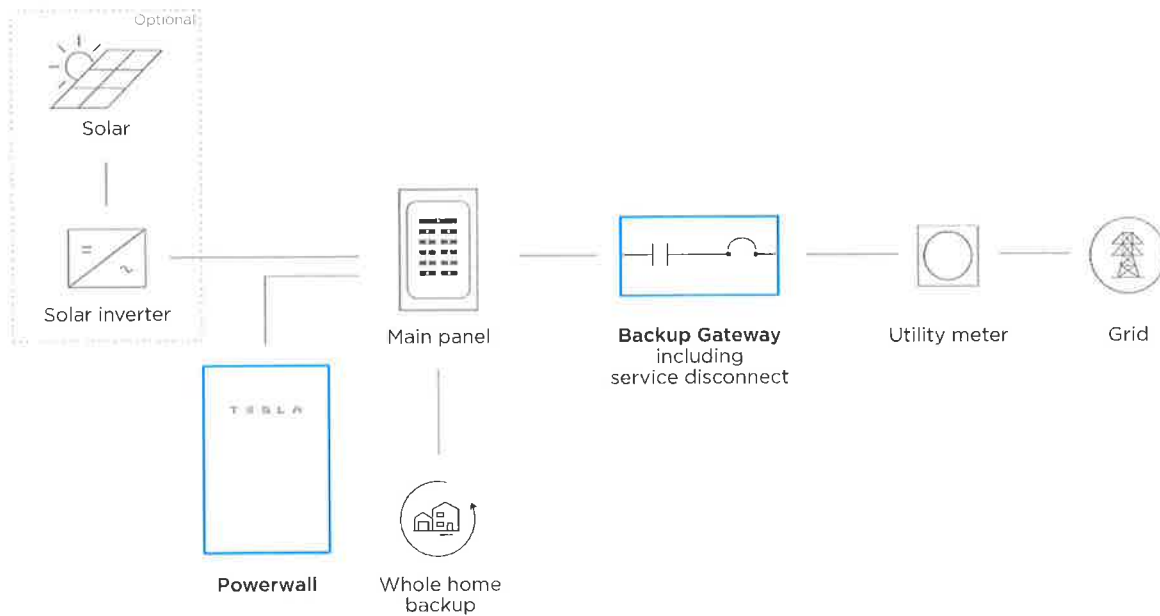 Optional
Solar
Solar inverter
TESLA
Powerwall
Main panel
Whole home
backup
Backup Gateway
including
service disconnect
Utility meter
Grid